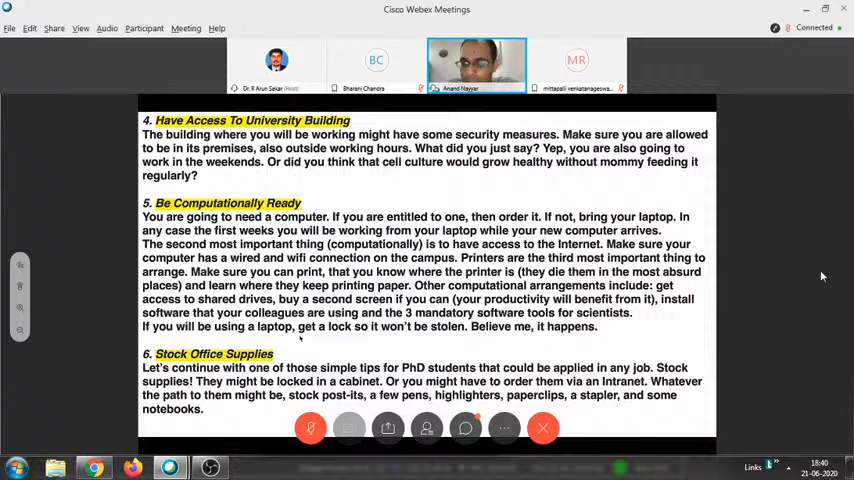 Cisco Webex Meetings
File Edit Share View Audio Participant Meeting Help
Connected
BC
MR
Dr. R Arun Sekar (Host)
Bharani Chandra
Anand Nayyar
mittapalli venkatanageswa...
4. Have Access To University Building
The building where you will be working might have some security measures. Make sure you are allowed
to be in its premises, also outside working hours. What did you just say? Yep, you are also going to
work in the weekends. Or did you think that cell culture would grow healthy without mommy feeding it
regularly?
5. Be Computationally Ready
You are going to need a computer. If you are entitled to one, then order it. If not, bring your laptop. In
any case the first weeks you will be working from your laptop while your new computer arrives.
The second most important thing (computationally) is to have access to the Internet. Make sure your
computer has a wired and wifi connection on the campus. Printers are the third most important thing to
arrange. Make sure you can print, that you know where the printer is (they die them in the most absurd
places) and learn where they keep printing paper. Other computational arrangements include: get
access to shared drives, buy a second screen if you can (your productivity will benefit from it), install
software that your colleagues are using and the 3 mandatory software tools for scientists.
If you will be using a laptop, get a lock so it won't be stolen. Believe me, it happens.
6. Stock Office Supplies
Let's continue with one of those simple tips for PhD students that could be applied in any job. Stock
supplies! They might be locked in a cabinet. Or you might have to order them via an Intranet. Whatever
the path to them might be, stock post-its, a few pens, highlighters, paperclips, a stapler, and some
notebooks.
Links
18:40
21-06-2020